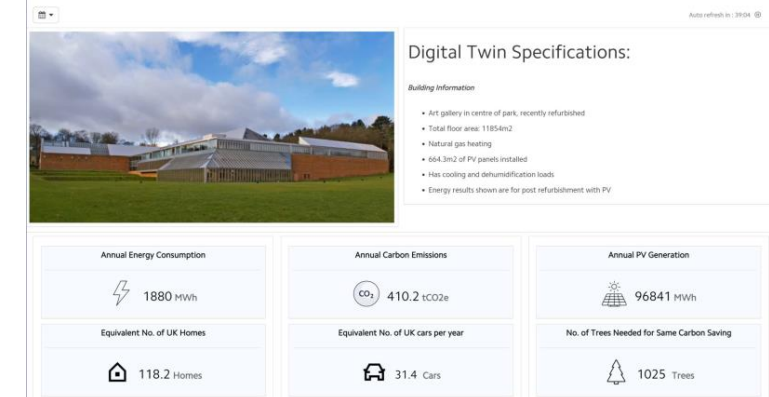 Auto refresh in : 39:04
Digital Twin Specifications:
Building Information
Art gallery in centre of park, recently refurbished
Total floor area: 11854m2
Natural gas heating
664.3m2 of PV panels installed
Has cooling and dehumidification loads
Energy results shown are for post refurbishment with PV
Annual Energy Consumption
1880 MWh
Annual Carbon Emissions
CO₂
410.2 tCO2e
Annual PV Generation
96841 MWh
Equivalent No. of UK Homes
118.2 Homes
Equivalent No. of UK cars per year
31.4 Cars
No. of Trees Needed for Same Carbon Saving
1025 Trees